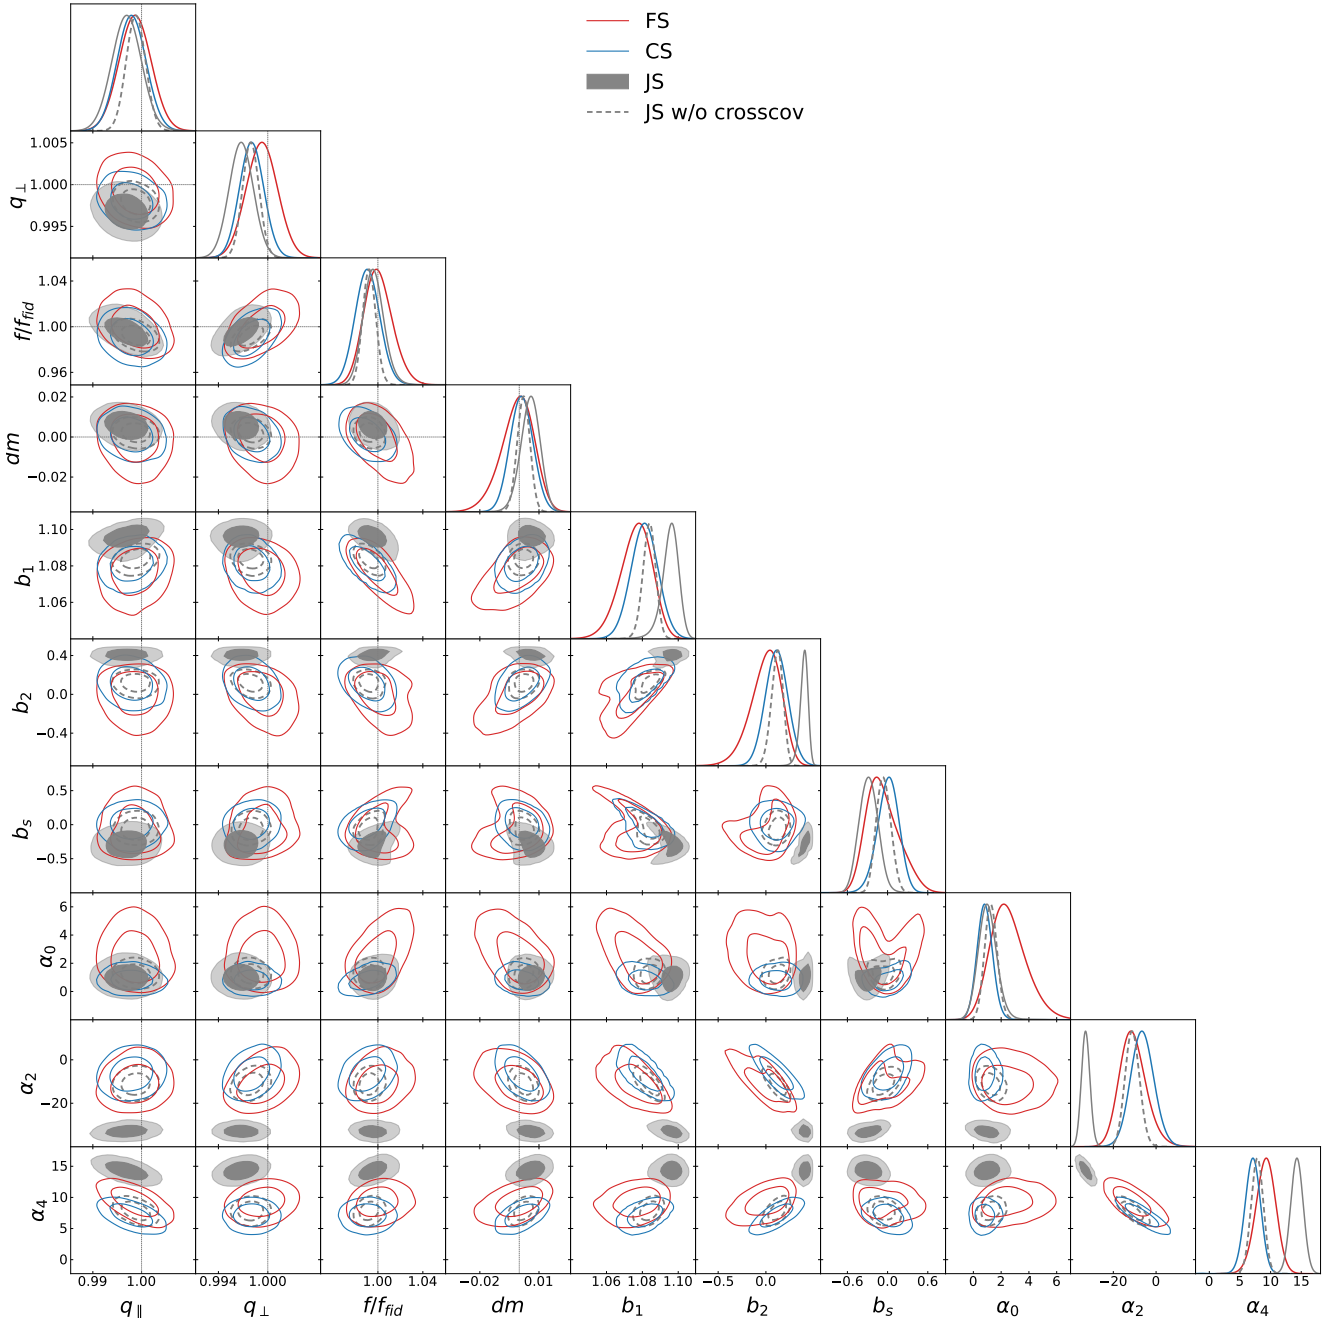 FS
CS
JS
JS w/o crosscov
1.005
1.000
0.995
q⊥
1.04
1.00
0.96
f/f_fid
0.02
0.00
−0.02
dm
1.10
1.08
1.06
b₁
0.4
0.0
−0.4
b₂
0.5
0.0
−0.5
bₛ
6
4
2
0
α₀
0
−20
α₂
15
10
5
0
α₄
0.99 1.00 0.994 1.000 1.00 1.04 −0.02 0.01 1.06 1.08 1.10 −0.5 0.0 −0.6 0.0 0.6 0 2 4 6 −20 0 0 5 10 15
q∥ q⊥ f/f_fid dm b₁ b₂ bₛ α₀ α₂ α₄